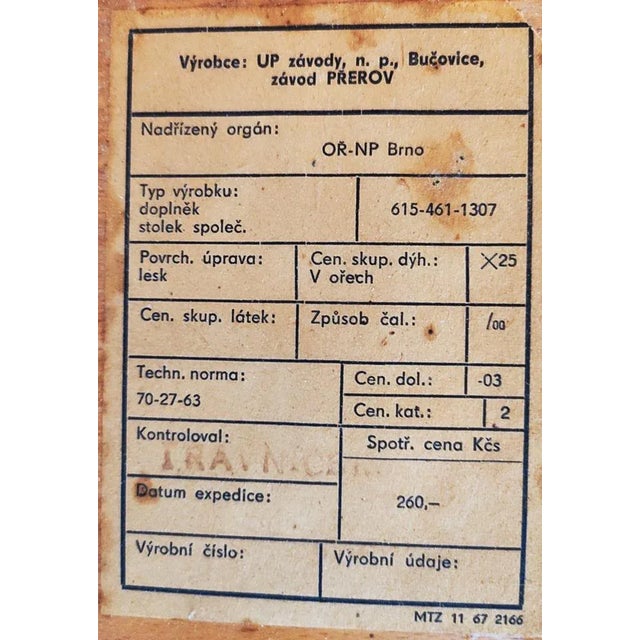 Výrobce: UP závody, n. p., Bučovice,
závod PŘEROV
Nadřízený orgán:
OŘ-NP Brno
Typ výrobku:
doplněk
stolek společ.
615-461-1307
Povrch. úprava:
lesk
Cen. skup. dýh.:
V ořech
X25
Cen. skup. látek:
Způsob čal.:
/00
Techn. norma:
70-27-63
Cen. dol.:
-03
Cen. kat.:
2
Kontroloval:
Spotř. cena Kčs
Datum expedice:
260,—
Výrobní číslo:
Výrobní údaje:
MTZ 11 67 2166